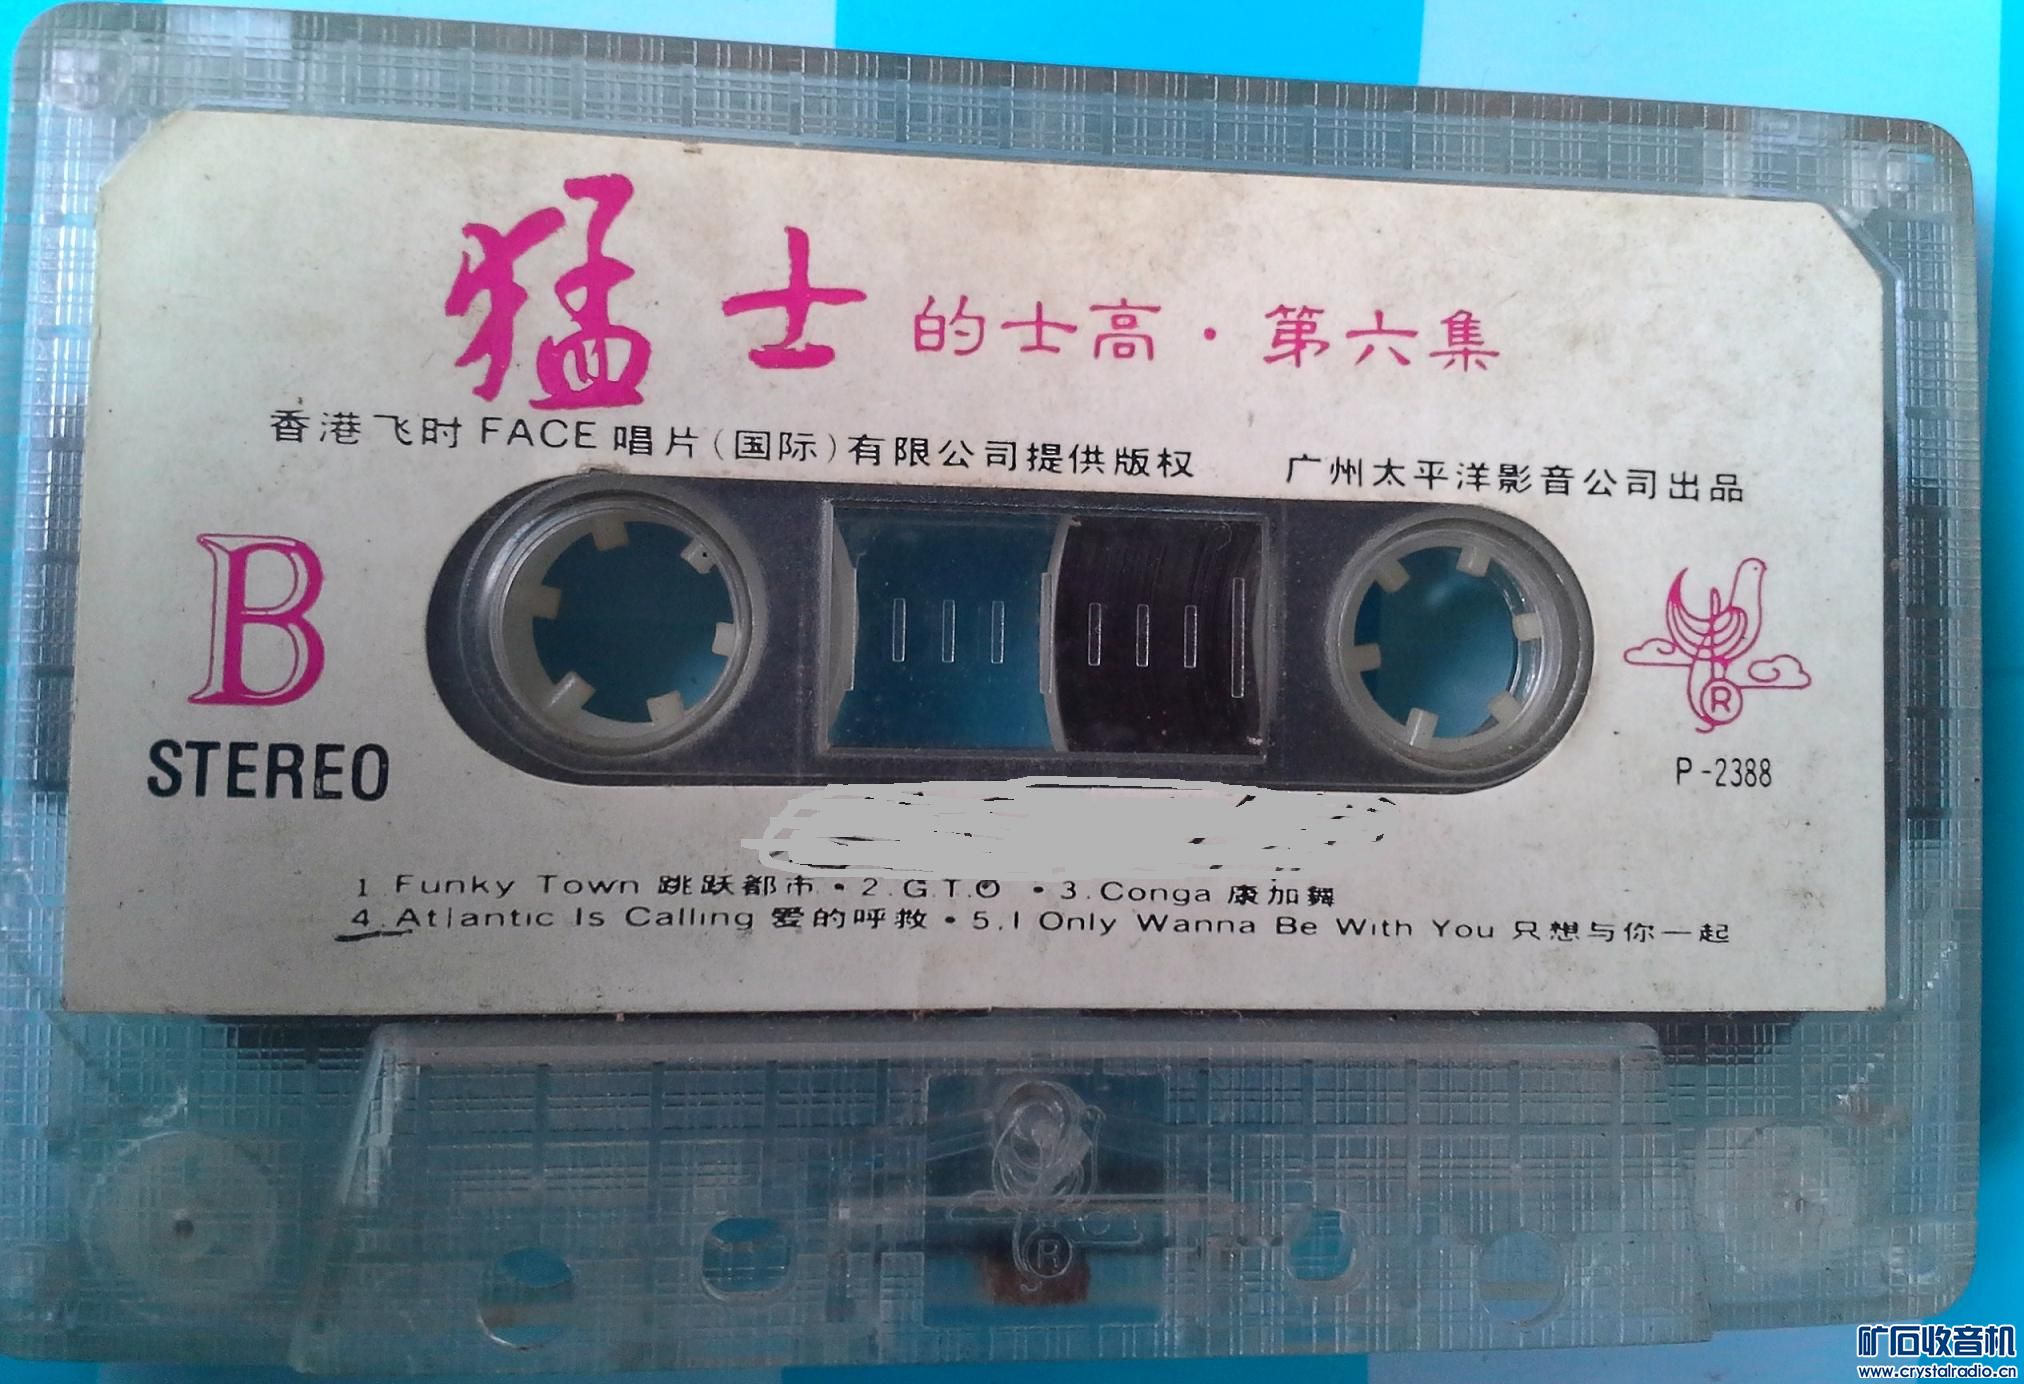 猛士 的士高·第六集
香港飞时 FACE 唱片(国际)有限公司提供版权 广州太平洋影音公司出品
B
STEREO
R
P-2388
1.Funky Town 跳跃都市•2.G.T.O •3.Conga 康加舞
4.Atlantic Is Calling 爱的呼救•5.I Only Wanna Be With You 只想与你一起
R
矿石收音机
www.crystalradio.cn